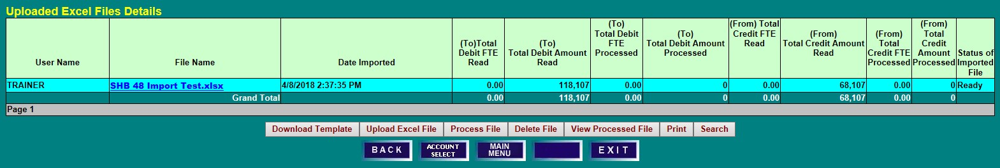 Uploaded Excel Files Details
User Name
File Name
Date Imported
(To)Total
Debit FTE
Read
(To)
Total Debit Amount
Read
(To)
Total Debit
FTE
Processed
(To)
Total Debit Amount
Processed
(From) Total
Credit FTE
Read
(From)
Total Credit Amount
Read
(From)
Total
Credit FTE
Processed
(From)
Total
Credit
Amount
Processed
Status of
Imported
File
TRAINER SHB 48 Import Test.xlsx 4/8/2018 2:37:35 PM 0.00 118,107 0.00 0 0.00 68,107 0.00 0 Ready
Grand Total 0.00 118,107 0.00 0 0.00 68,107 0.00 0
Page 1
Download Template Upload Excel File Process File Delete File View Processed File Print Search
BACK
ACCOUNT
SELECT
MAIN
MENU
EXIT